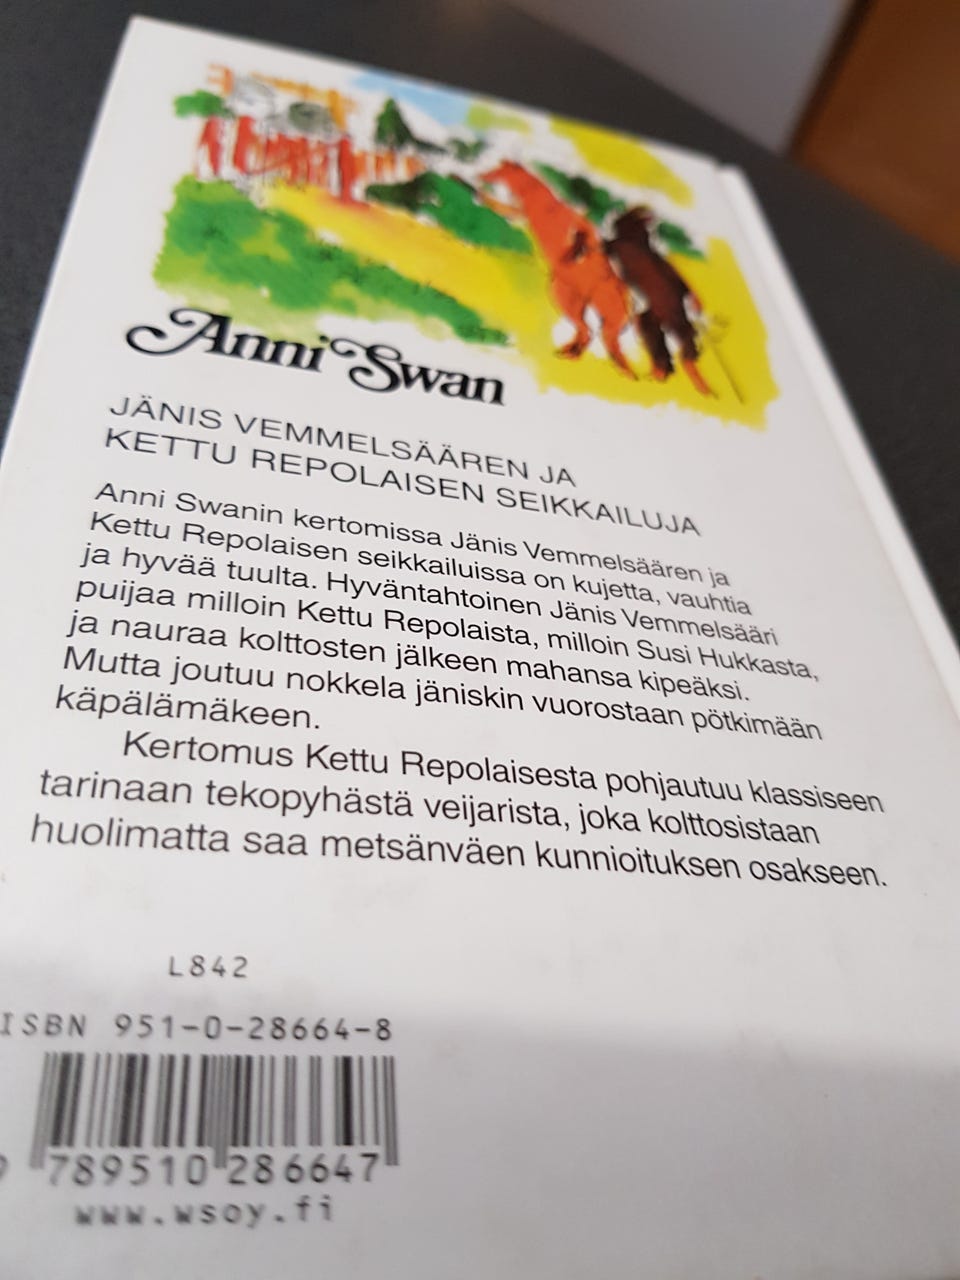 Anni Swan
JÄNIS VEMMELSÄÄREN JA
KETTU REPOLAISEN SEIKKAILUJA
Anni Swanin kertomissa Jänis Vemmelsäären ja
Kettu Repolaisen seikkailuissa on kujetta, vauhtia
ja hyvää tuulta. Hyväntahtoinen Jänis Vemmelsääri
puijaa milloin Kettu Repolaista, milloin Susi Hukkasta,
ja nauraa kolttosten jälkeen mahansa kipeäksi.
Mutta joutuu nokkela jäniskin vuorostaan pötkimään
käpälämäkeen.
Kertomus Kettu Repolaisesta pohjautuu klassiseen
tarinaan tekopyhästä veijarista, joka kolttosistaan
huolimatta saa metsänväen kunnioituksen osakseen.
L842
ISBN 951-0-28664-8
9 789510 286647
www.wsoy.fi